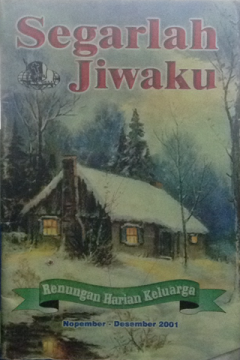 Segarlah
Jiwaku
Renungan Harian Keluarga
Nopember - Desember 2001